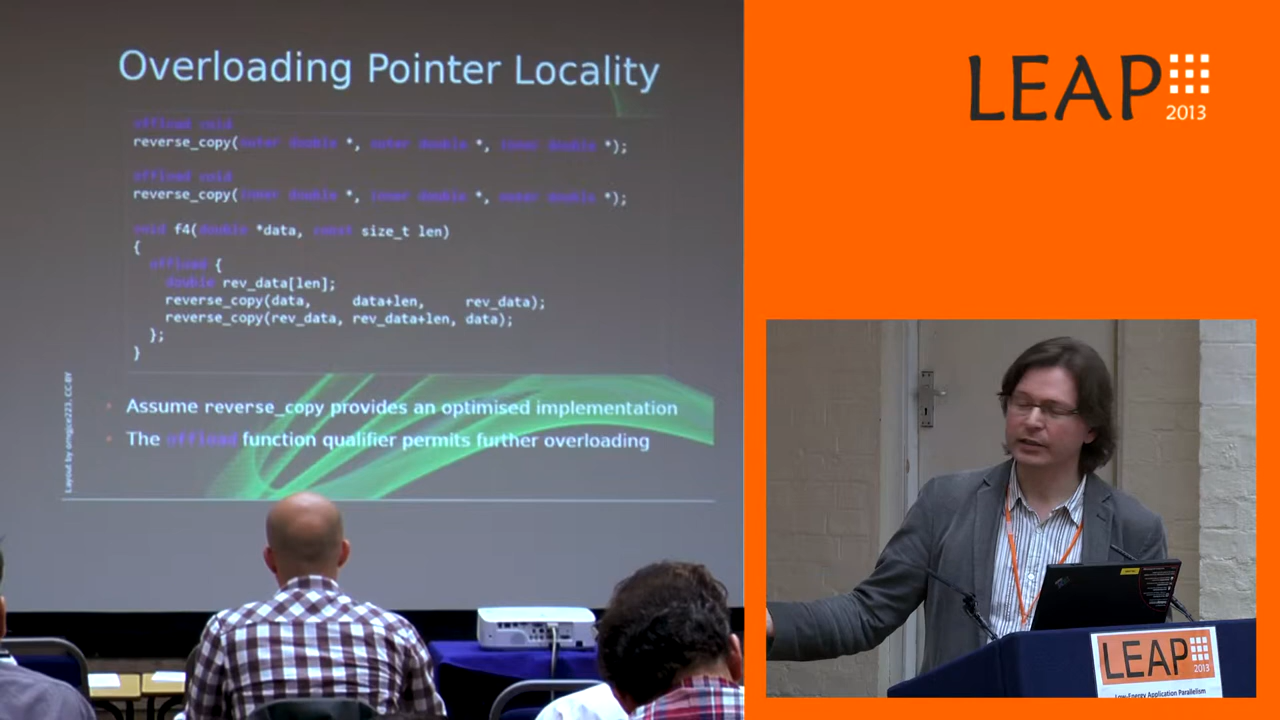 Overloading Pointer Locality
offload void
reverse_copy(outer double *, outer double *, inner double *);
offload void
reverse_copy(inner double *, inner double *, outer double *);
void f4(double *data, const size_t len)
{
offload {
double rev_data[len];
reverse_copy(data, data+len, rev_data);
reverse_copy(rev_data, rev_data+len, data);
};
}
Assume reverse_copy provides an optimised implementation
The offload function qualifier permits further overloading
LEAP
2013
LEAP
2013
Low-Energy Application Parallelism